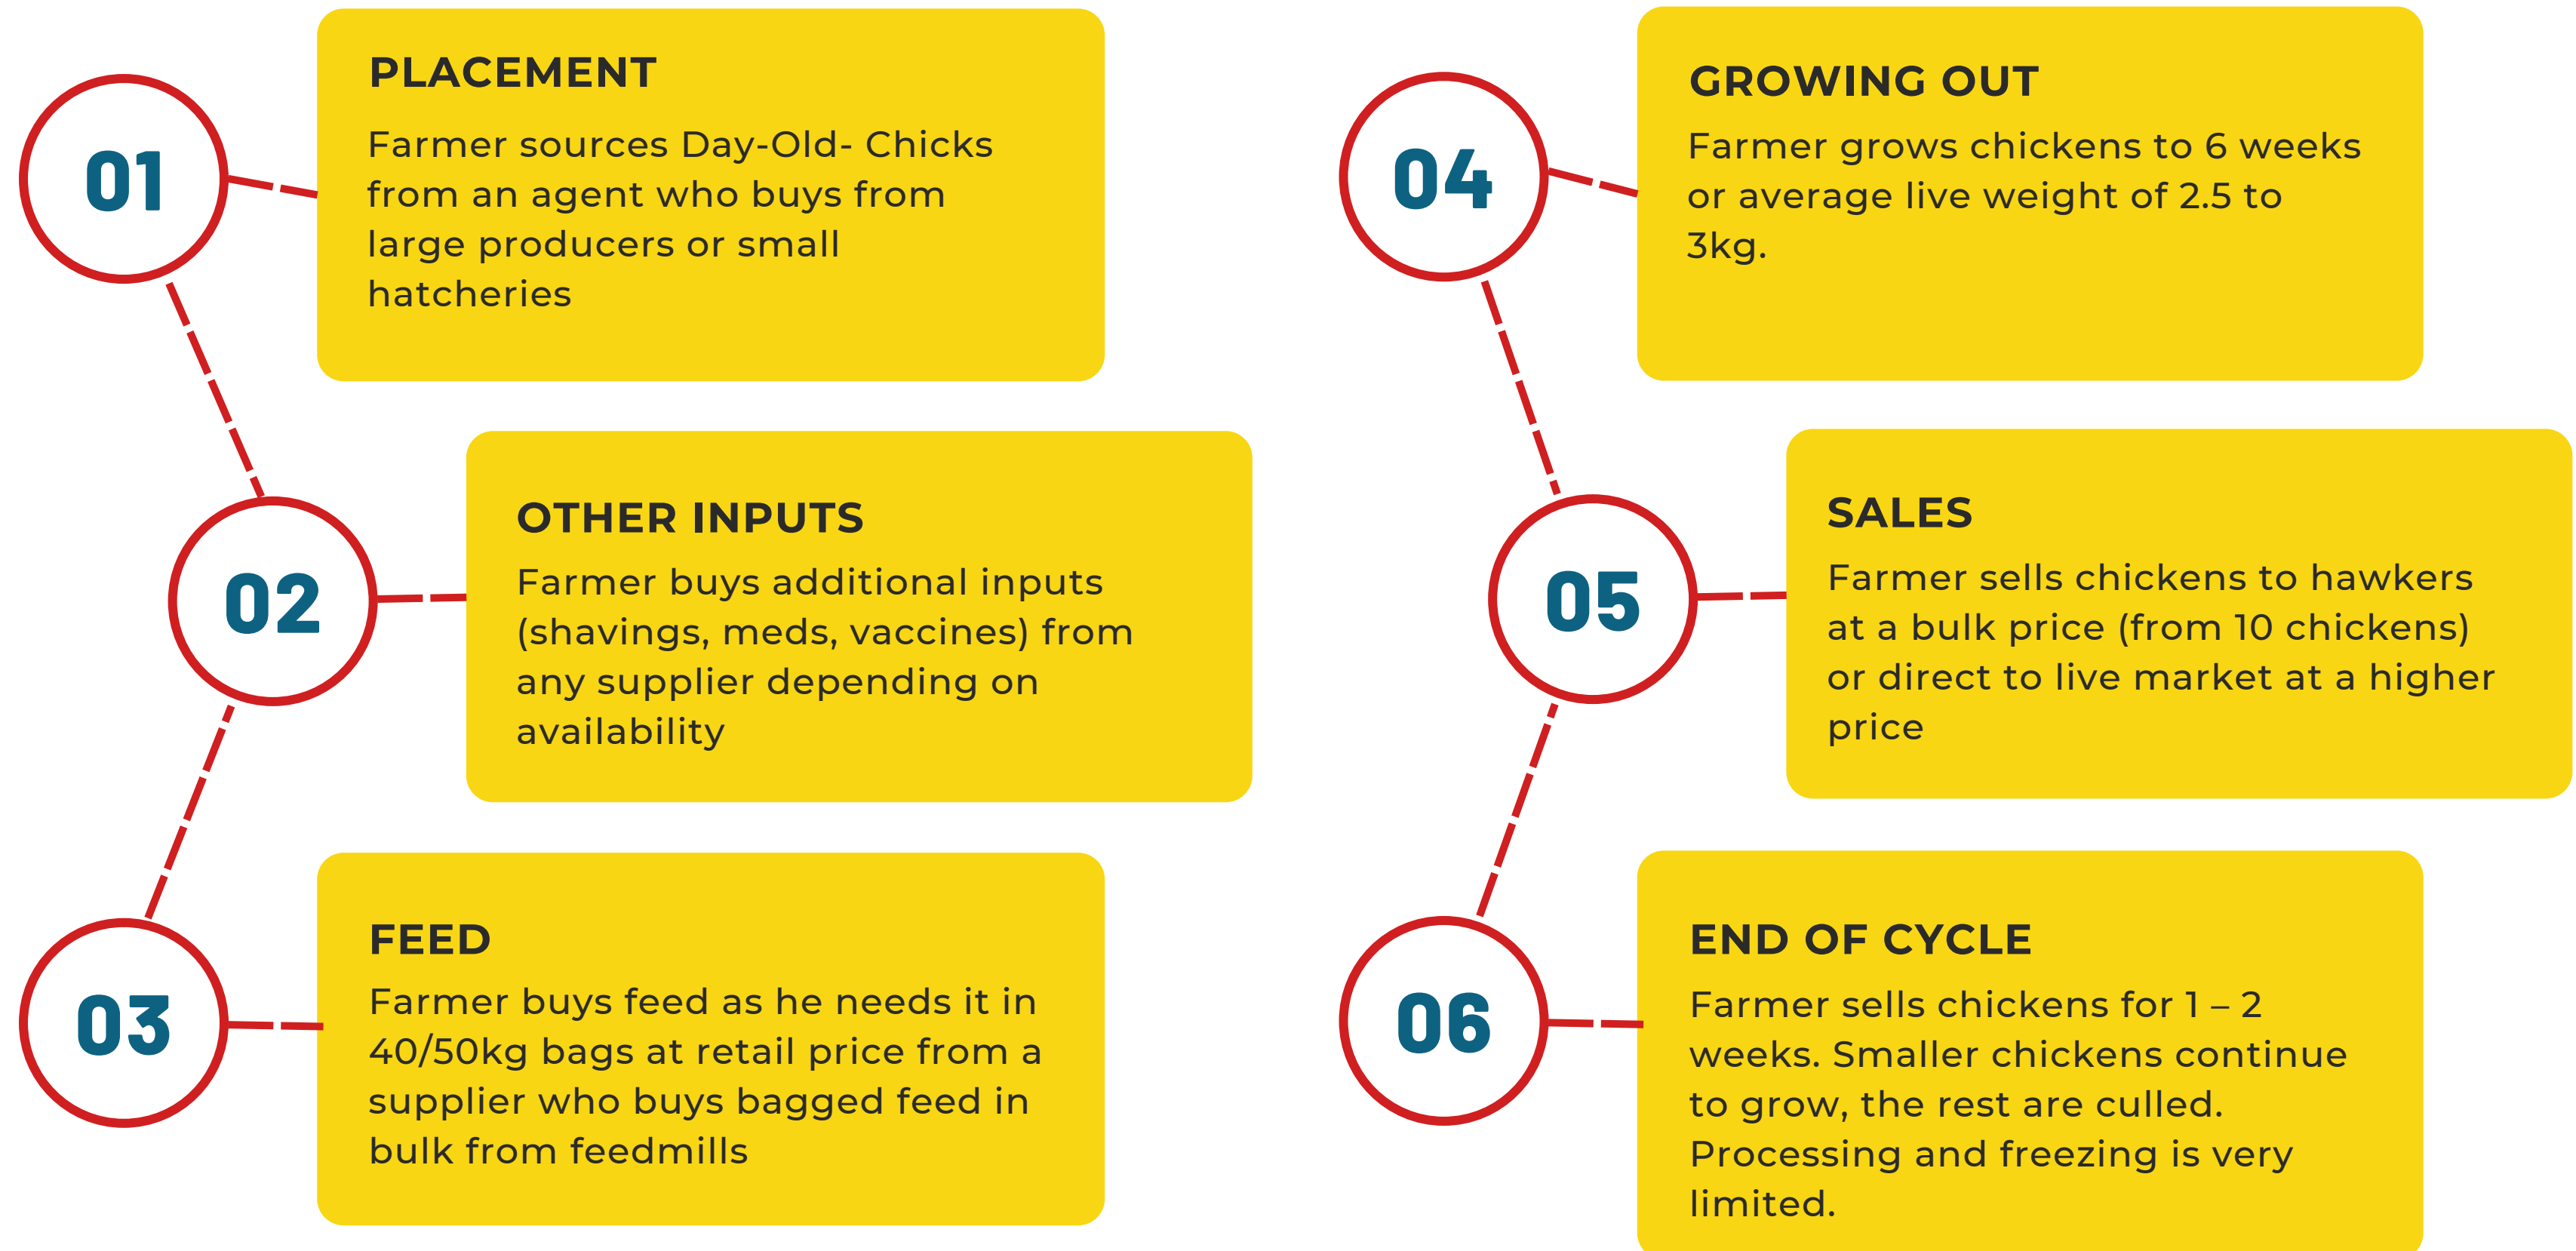 01
PLACEMENT
Farmer sources Day-Old- Chicks
from an agent who buys from
large producers or small
hatcheries
02
OTHER INPUTS
Farmer buys additional inputs
(shavings, meds, vaccines) from
any supplier depending on
availability
03
FEED
Farmer buys feed as he needs it in
40/50kg bags at retail price from a
supplier who buys bagged feed in
bulk from feedmills
04
GROWING OUT
Farmer grows chickens to 6 weeks
or average live weight of 2.5 to
3kg.
05
SALES
Farmer sells chickens to hawkers
at a bulk price (from 10 chickens)
or direct to live market at a higher
price
06
END OF CYCLE
Farmer sells chickens for 1 – 2
weeks. Smaller chickens continue
to grow, the rest are culled.
Processing and freezing is very
limited.